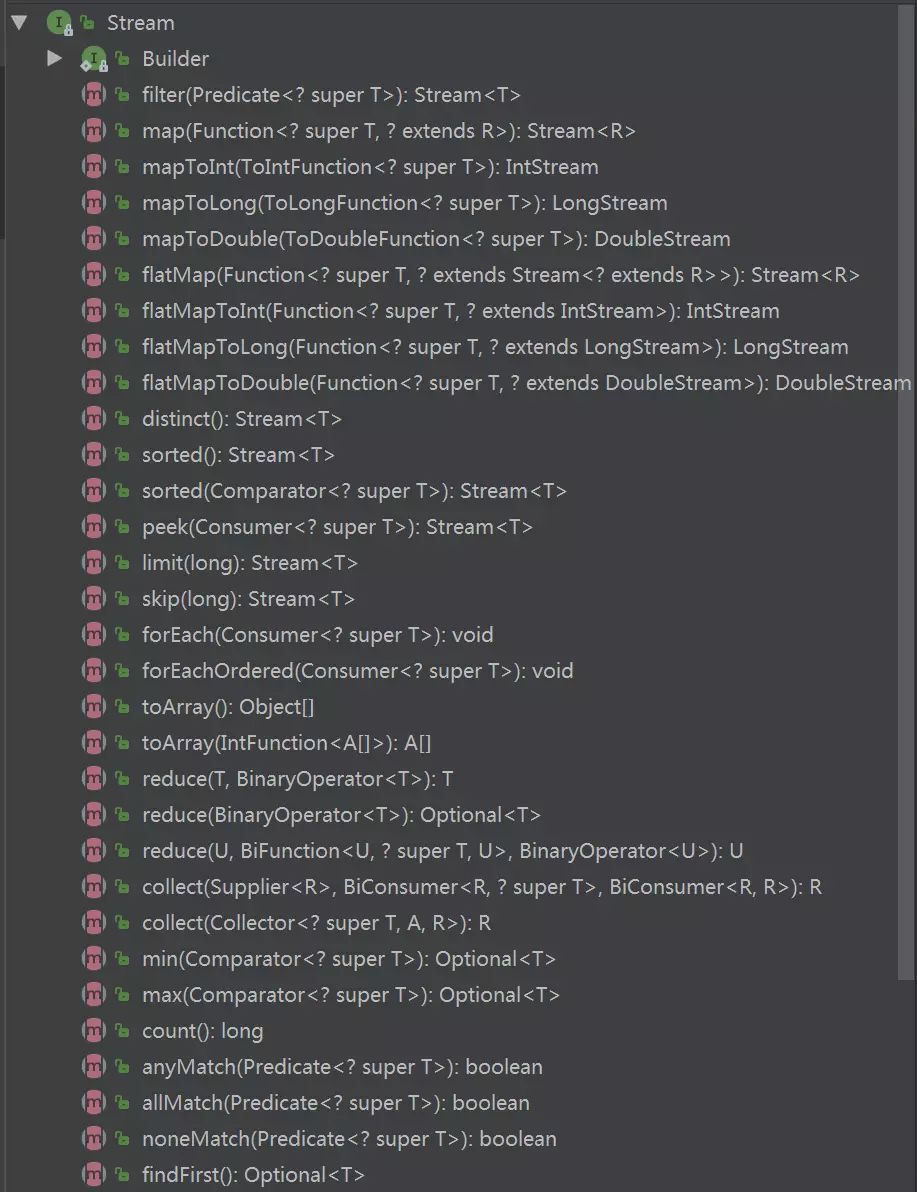 Stream
Builder
filter(Predicate<? super T>): Stream<T>
map(Function<? super T, ? extends R>): Stream<R>
mapToInt(ToIntFunction<? super T>): IntStream
mapToLong(ToLongFunction<? super T>): LongStream
mapToDouble(ToDoubleFunction<? super T>): DoubleStream
flatMap(Function<? super T, ? extends Stream<? extends R>>): Stream<R>
flatMapToInt(Function<? super T, ? extends IntStream>): IntStream
flatMapToLong(Function<? super T, ? extends LongStream>): LongStream
flatMapToDouble(Function<? super T, ? extends DoubleStream>): DoubleStream
distinct(): Stream<T>
sorted(): Stream<T>
sorted(Comparator<? super T>): Stream<T>
peek(Consumer<? super T>): Stream<T>
limit(long): Stream<T>
skip(long): Stream<T>
forEach(Consumer<? super T>): void
forEachOrdered(Consumer<? super T>): void
toArray(): Object[]
toArray(IntFunction<A[]>): A[]
reduce(T, BinaryOperator<T>): T
reduce(BinaryOperator<T>): Optional<T>
reduce(U, BiFunction<U, ? super T, U>, BinaryOperator<U>): U
collect(Supplier<R>, BiConsumer<R, ? super T>, BiConsumer<R, R>): R
collect(Collector<? super T, A, R>): R
min(Comparator<? super T>): Optional<T>
max(Comparator<? super T>): Optional<T>
count(): long
anyMatch(Predicate<? super T>): boolean
allMatch(Predicate<? super T>): boolean
noneMatch(Predicate<? super T>): boolean
findFirst(): Optional<T>